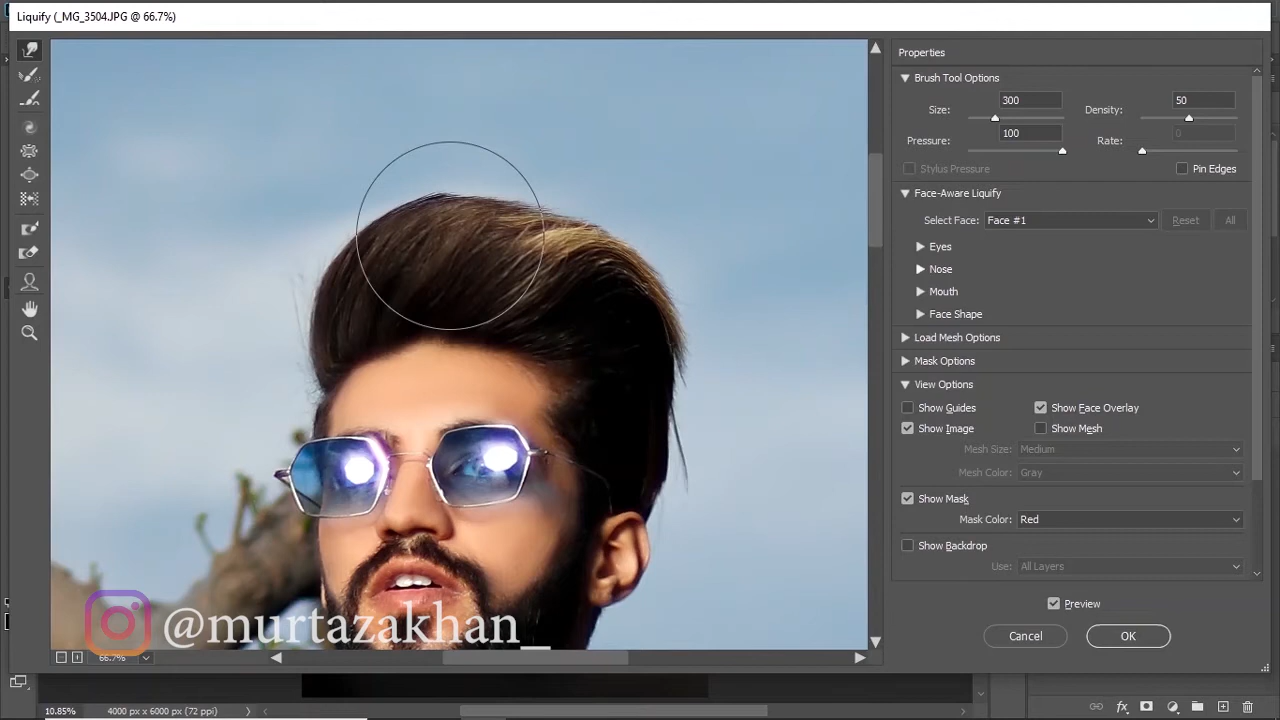 Liquify (_MG_3504.JPG @ 66.7%)
Properties
Brush Tool Options
Size: 300 Density: 50
Pressure: 100 Rate: 0
Stylus Pressure Pin Edges
Face-Aware Liquify
Select Face: Face #1 Reset All
Eyes
Nose
Mouth
Face Shape
Load Mesh Options
Mask Options
View Options
Show Guides Show Face Overlay
Show Image Show Mesh
Mesh Size: Medium
Mesh Color: Gray
Show Mask
Mask Color: Red
Show Backdrop
Use: All Layers
Preview
Cancel OK
@murtazakhan_
66.7%
10.85% 4000 px x 6000 px (72 ppi)
fx